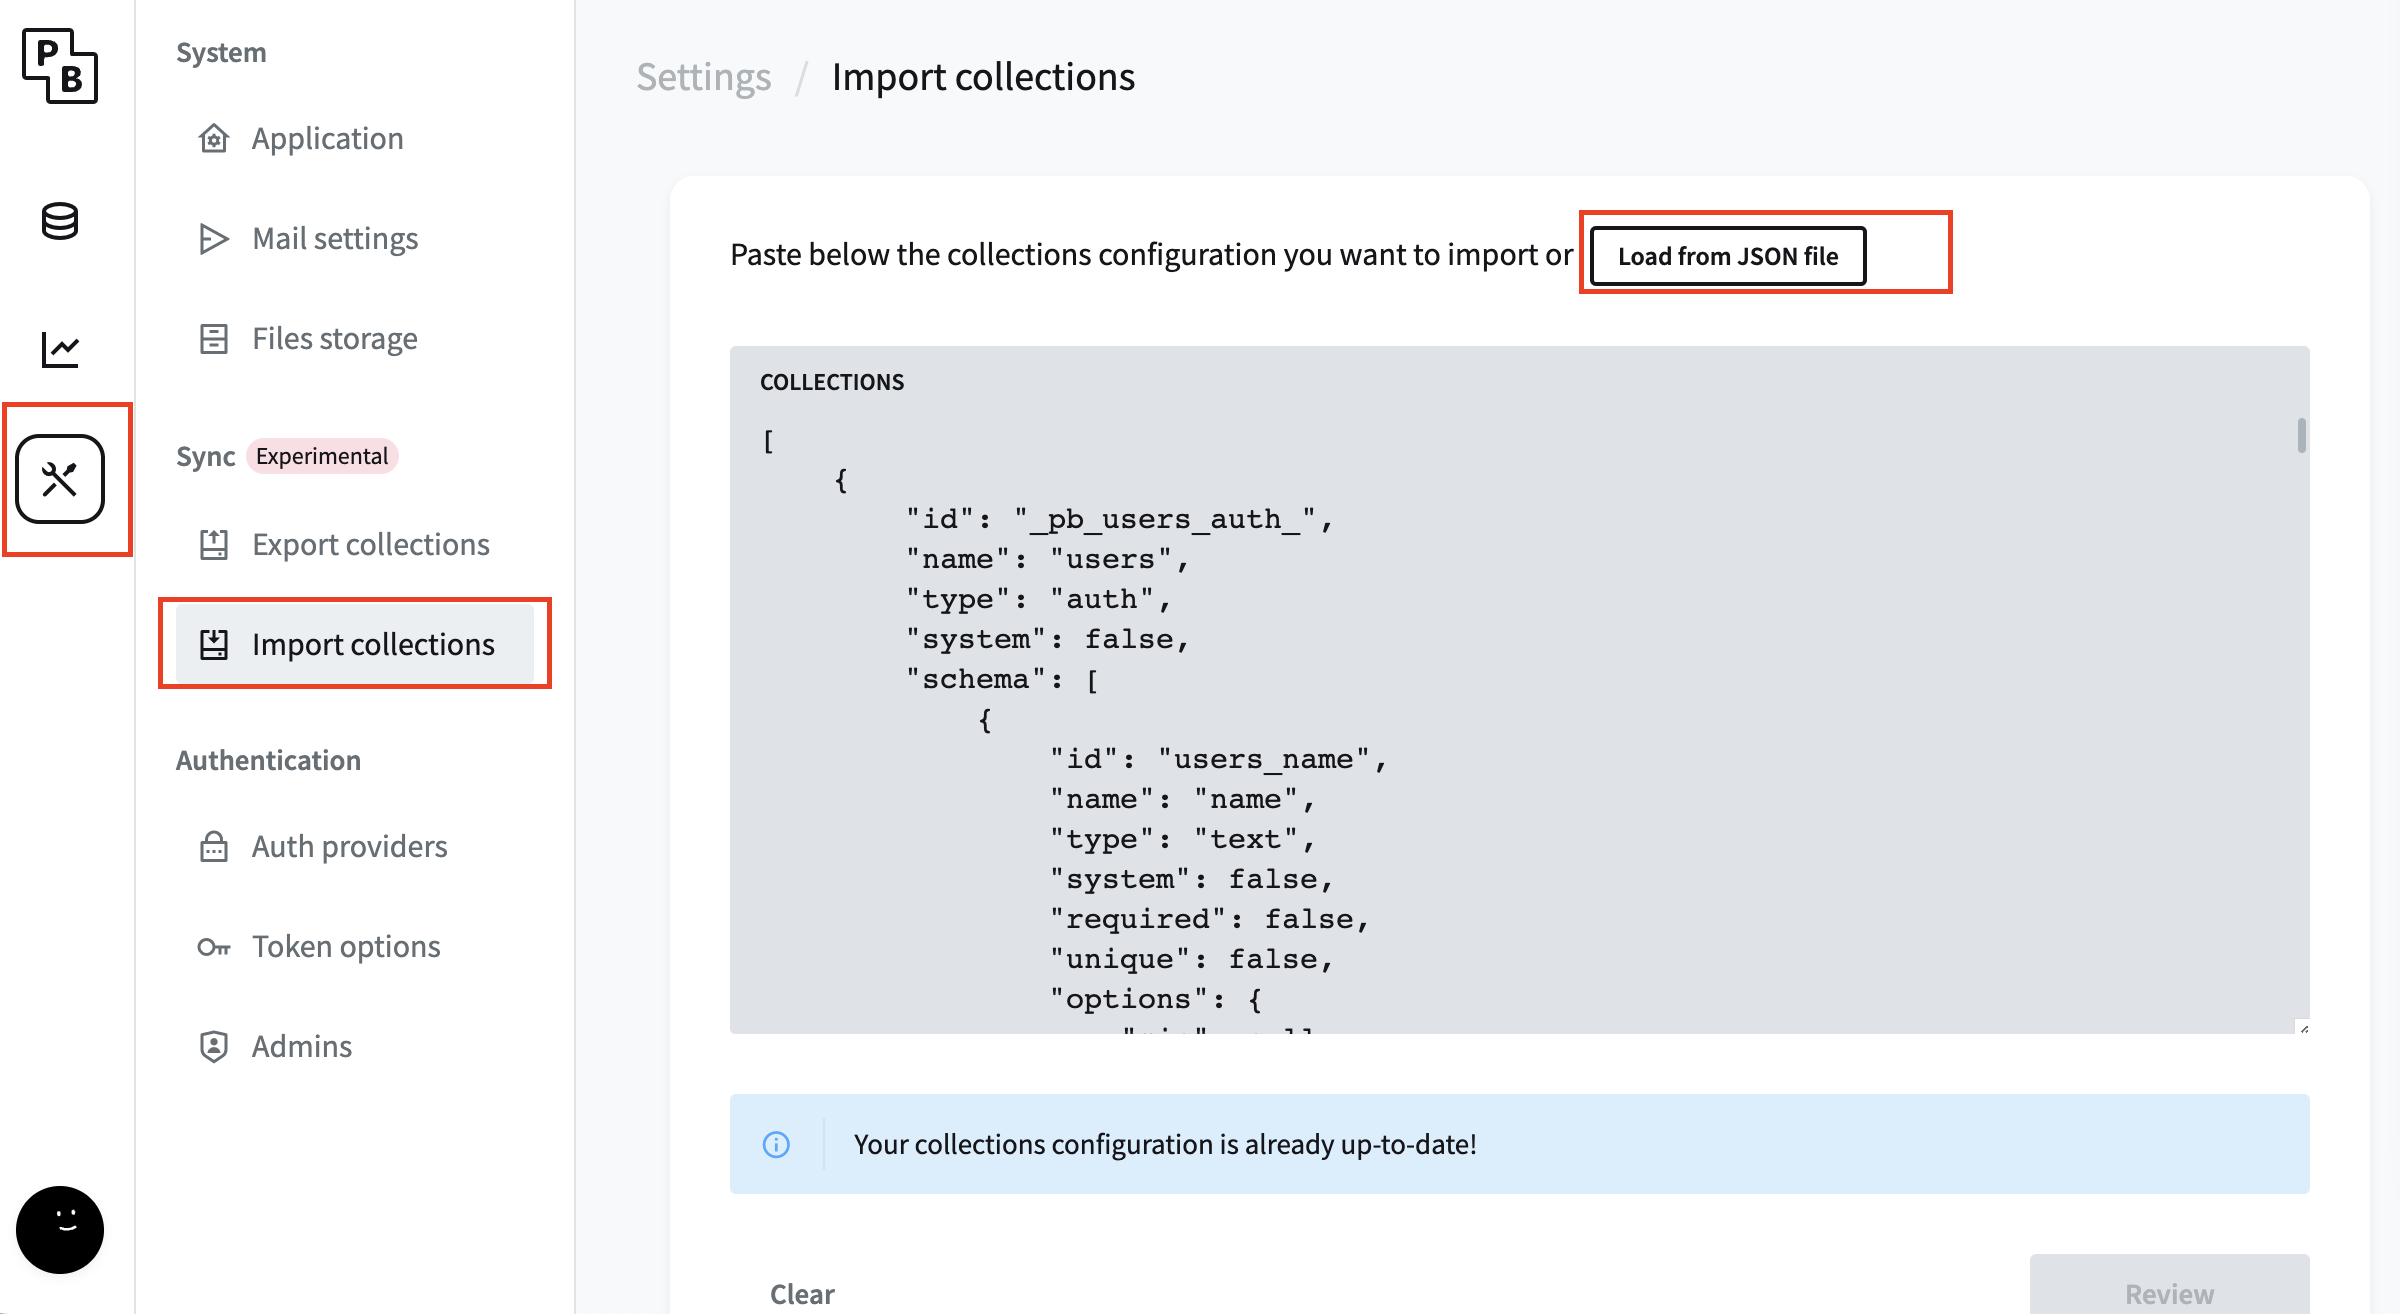 P
B
System
Application
Mail settings
Files storage
Sync Experimental
Export collections
Import collections
Authentication
Auth providers
Token options
Admins
Settings / Import collections
Paste below the collections configuration you want to import or Load from JSON file
COLLECTIONS
[
{
"id": "_pb_users_auth_",
"name": "users",
"type": "auth",
"system": false,
"schema": [
{
"id": "users_name",
"name": "name",
"type": "text",
"system": false,
"required": false,
"unique": false,
"options": {
Your collections configuration is already up-to-date!
Clear
Review